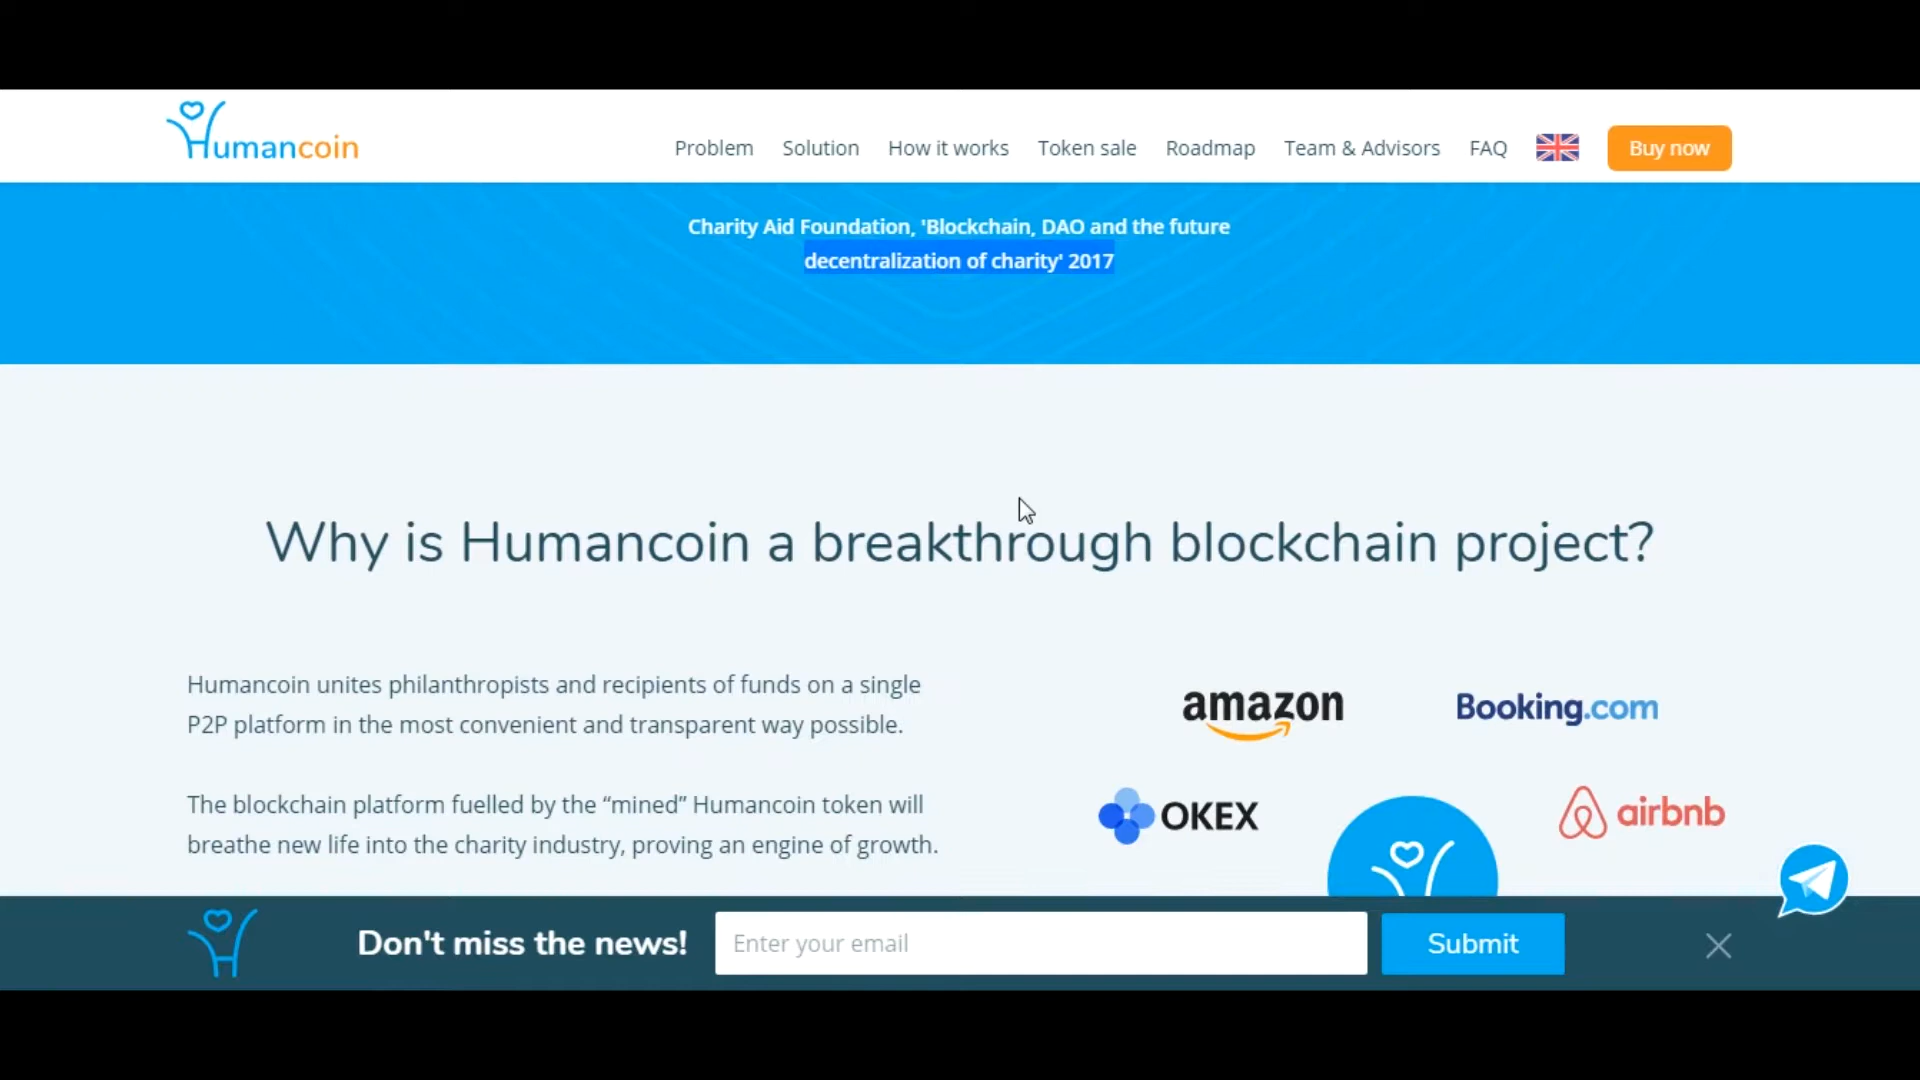 Humancoin
Problem Solution How it works Token sale Roadmap Team & Advisors FAQ Buy now
Charity Aid Foundation, 'Blockchain, DAO and the future
decentralization of charity' 2017
Why is Humancoin a breakthrough blockchain project?
Humancoin unites philanthropists and recipients of funds on a single
P2P platform in the most convenient and transparent way possible.
The blockchain platform fuelled by the “mined” Humancoin token will
breathe new life into the charity industry, proving an engine of growth.
amazon Booking.com
OKEX airbnb
Don't miss the news! Enter your email Submit